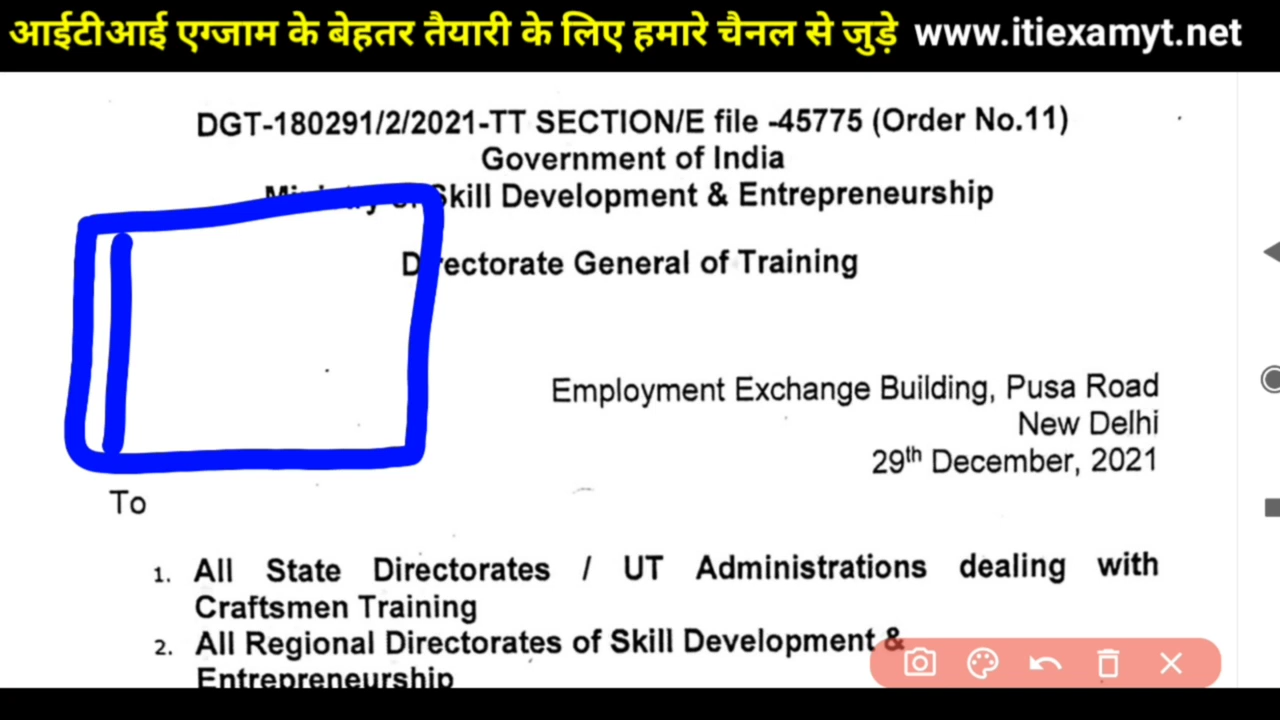 आईटीआई एग्जाम के बेहतर तैयारी के लिए हमारे चैनल से जुड़े www.itiexamyt.net
DGT-180291/2/2021-TT SECTION/E file -45775 (Order No.11)
Government of India
Ministry of Skill Development & Entrepreneurship
Directorate General of Training
Employment Exchange Building, Pusa Road
New Delhi
29th December, 2021
To
1. All State Directorates / UT Administrations dealing with
Craftsmen Training
2. All Regional Directorates of Skill Development &
Entrepreneurship